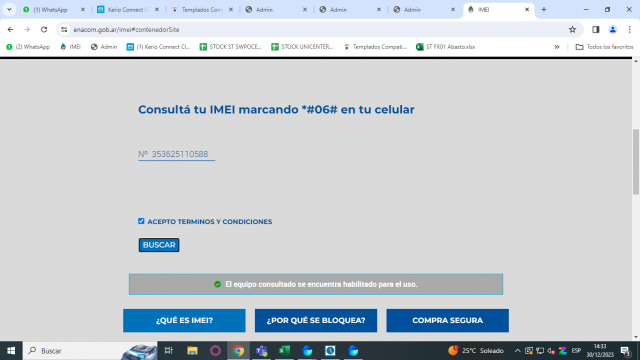 (1) WhatsApp
Kerio Connect C
Templados Com
Admin
Admin
Admin
IMEI
enacom.gob.ar/imei#contenedorSite
(2) WhatsApp
IMEI
Admin
(1) Kerio Connect Cl...
STOCK ST SWPOCE...
STOCK UNICENTER...
Templados Compati...
ST FX01 Abasto.xlsx
Todos los favoritos
Consultá tu IMEI marcando *#06# en tu celular
Nº 353625110588
ACEPTO TERMINOS Y CONDICIONES
BUSCAR
El equipo consultado se encuentra habilitado para el uso.
¿QUÉ ES IMEI?
¿POR QUÉ SE BLOQUEA?
COMPRA SEGURA
Buscar
25°C Soleado
ESP
14:33
30/12/2023